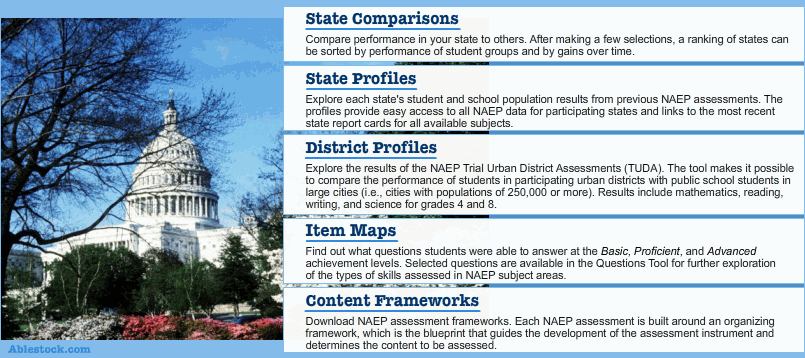 State Comparisons
Compare performance in your state to others. After making a few selections, a ranking of states can
be sorted by performance of student groups and by gains over time.
State Profiles
Explore each state's student and school population results from previous NAEP assessments. The
profiles provide easy access to all NAEP data for participating states and links to the most recent
state report cards for all available subjects.
District Profiles
Explore the results of the NAEP Trial Urban District Assessments (TUDA). The tool makes it possible
to compare the performance of students in participating urban districts with public school students in
large cities (i.e., cities with populations of 250,000 or more). Results include mathematics, reading,
writing, and science for grades 4 and 8.
Item Maps
Find out what questions students were able to answer at the Basic, Proficient, and Advanced
achievement levels. Selected questions are available in the Questions Tool for further exploration
of the types of skills assessed in NAEP subject areas.
Content Frameworks
Download NAEP assessment frameworks. Each NAEP assessment is built around an organizing
framework, which is the blueprint that guides the development of the assessment instrument and
determines the content to be assessed.
Ablestock.com